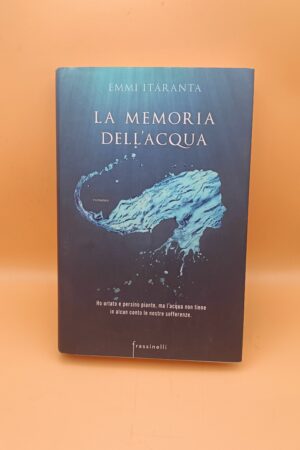 EMMI ITÄRANTA
LA MEMORIA
DELL'ACQUA
romanzo
Ho urlato e persino pianto, ma l'acqua non tiene
in alcun conto le nostre sofferenze.
frassinelli